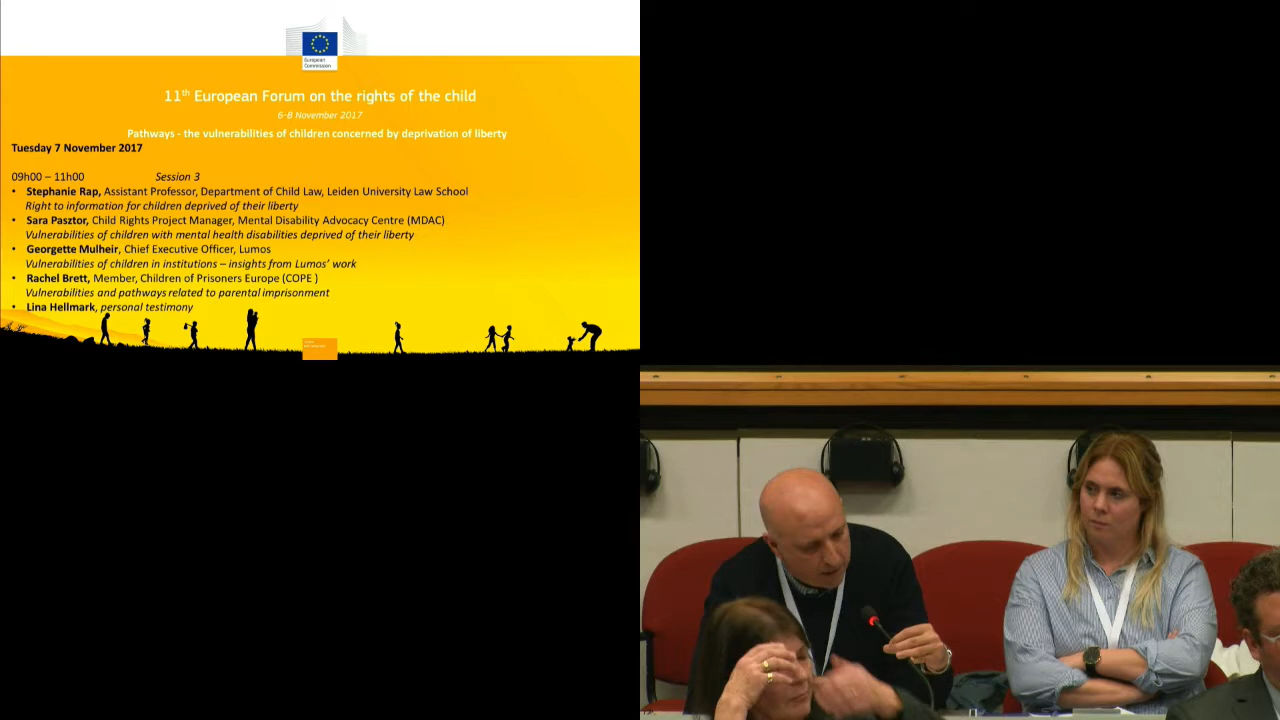 European
Commission
11th European Forum on the rights of the child
6-8 November 2017
Pathways - the vulnerabilities of children concerned by deprivation of liberty
Tuesday 7 November 2017
09h00 – 11h00 Session 3
• Stephanie Rap, Assistant Professor, Department of Child Law, Leiden University Law School
Right to information for children deprived of their liberty
• Sara Pasztor, Child Rights Project Manager, Mental Disability Advocacy Centre (MDAC)
Vulnerabilities of children with mental health disabilities deprived of their liberty
• Georgette Mulheir, Chief Executive Officer, Lumos
Vulnerabilities of children in institutions – insights from Lumos’ work
• Rachel Brett, Member, Children of Prisoners Europe (COPE )
Vulnerabilities and pathways related to parental imprisonment
• Lina Hellmark, personal testimony